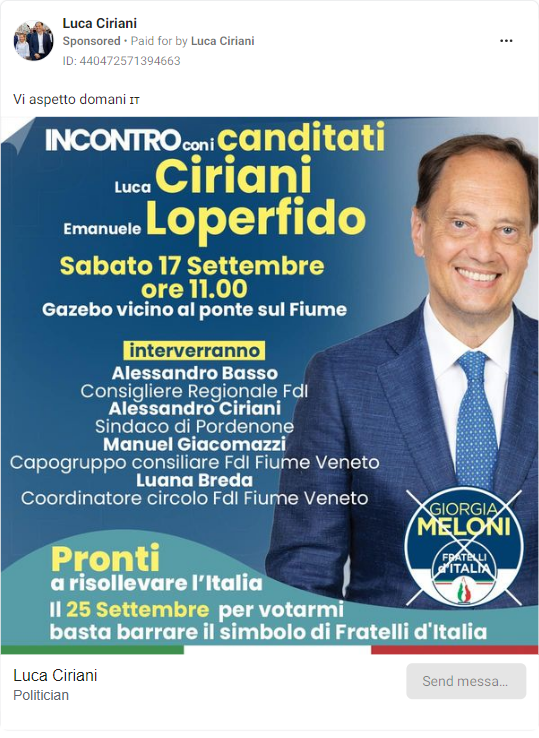 Luca Ciriani
Sponsored • Paid for by Luca Ciriani
ID: 440472571394663
Vi aspetto domani IT
INCONTRO con i canditati
Luca Ciriani
Emanuele Loperfido
Sabato 17 Settembre
ore 11.00
Gazebo vicino al ponte sul Fiume
interverranno
Alessandro Basso
Consigliere Regionale FdI
Alessandro Ciriani
Sindaco di Pordenone
Manuel Giacomazzi
Capogruppo consiliare FdI Fiume Veneto
Luana Breda
Coordinatore circolo FdI Fiume Veneto
GIORGIA
MELONI
FRATELLI
d'ITALIA
Pronti
a risollevare l'Italia
Il 25 Settembre per votarmi
basta barrare il simbolo di Fratelli d'Italia
Luca Ciriani
Politician
Send messa...